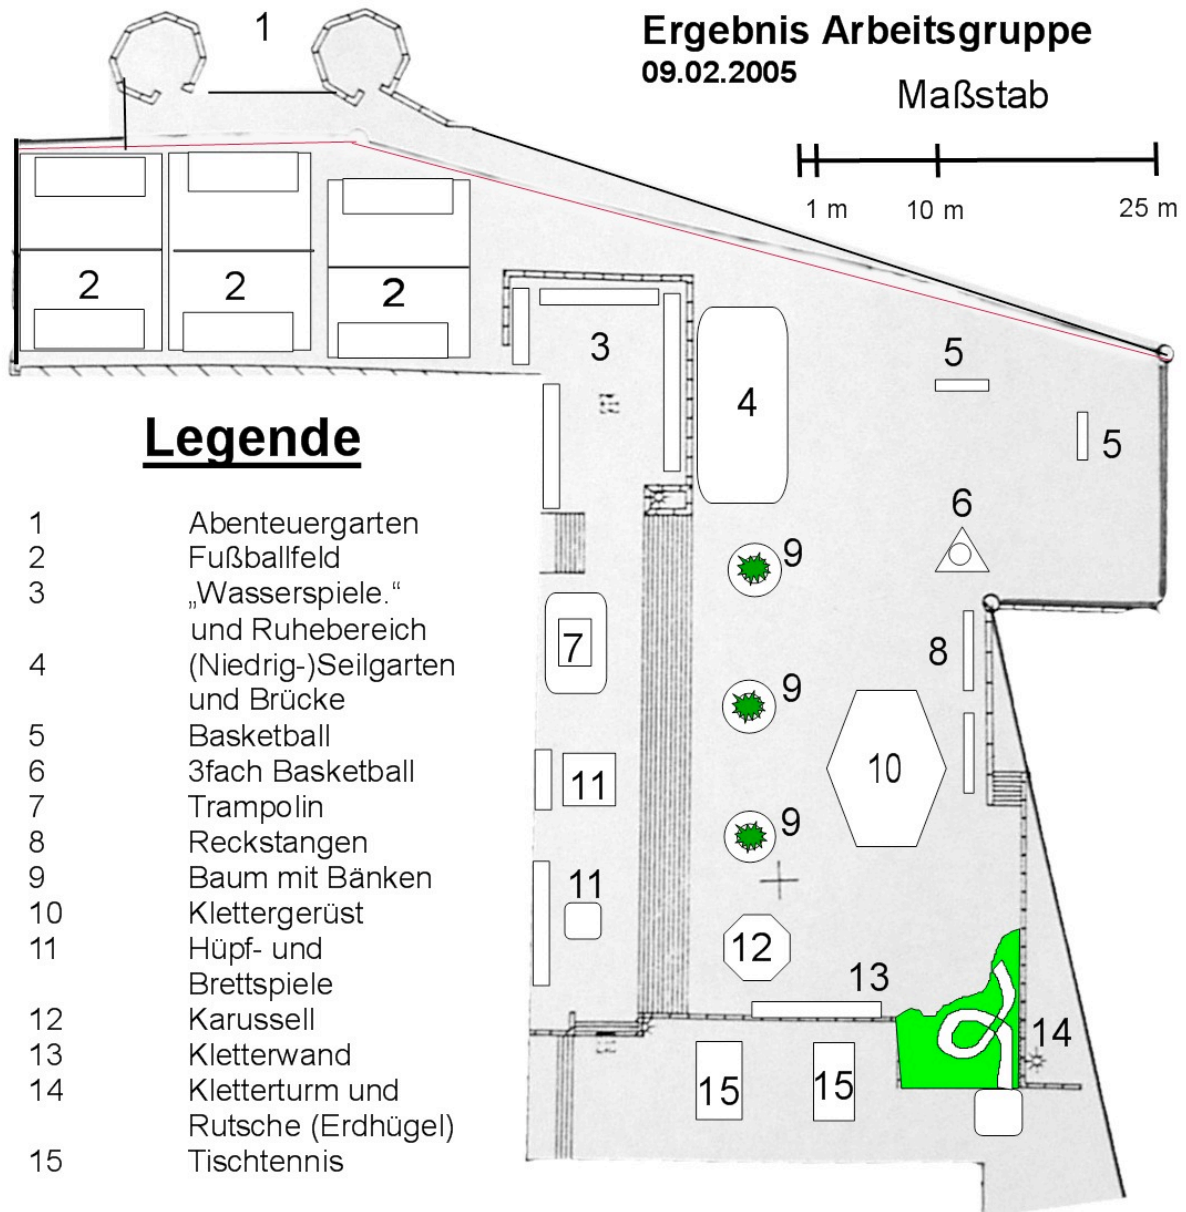 Ergebnis Arbeitsgruppe
09.02.2005
Maßstab
1 m 10 m 25 m
1
2 2 2
3
4
5
5
6
7
8
9
9
9
10
11
11
12
13
14
15 15
Legende
1 Abenteuergarten
2 Fußballfeld
3 „Wasserspiele.“
und Ruhebereich
4 (Niedrig-)Seilgarten
und Brücke
5 Basketball
6 3fach Basketball
7 Trampolin
8 Reckstangen
9 Baum mit Bänken
10 Klettergerüst
11 Hüpf- und
Brettspiele
12 Karussell
13 Kletterwand
14 Kletterturm und
Rutsche (Erdhügel)
15 Tischtennis